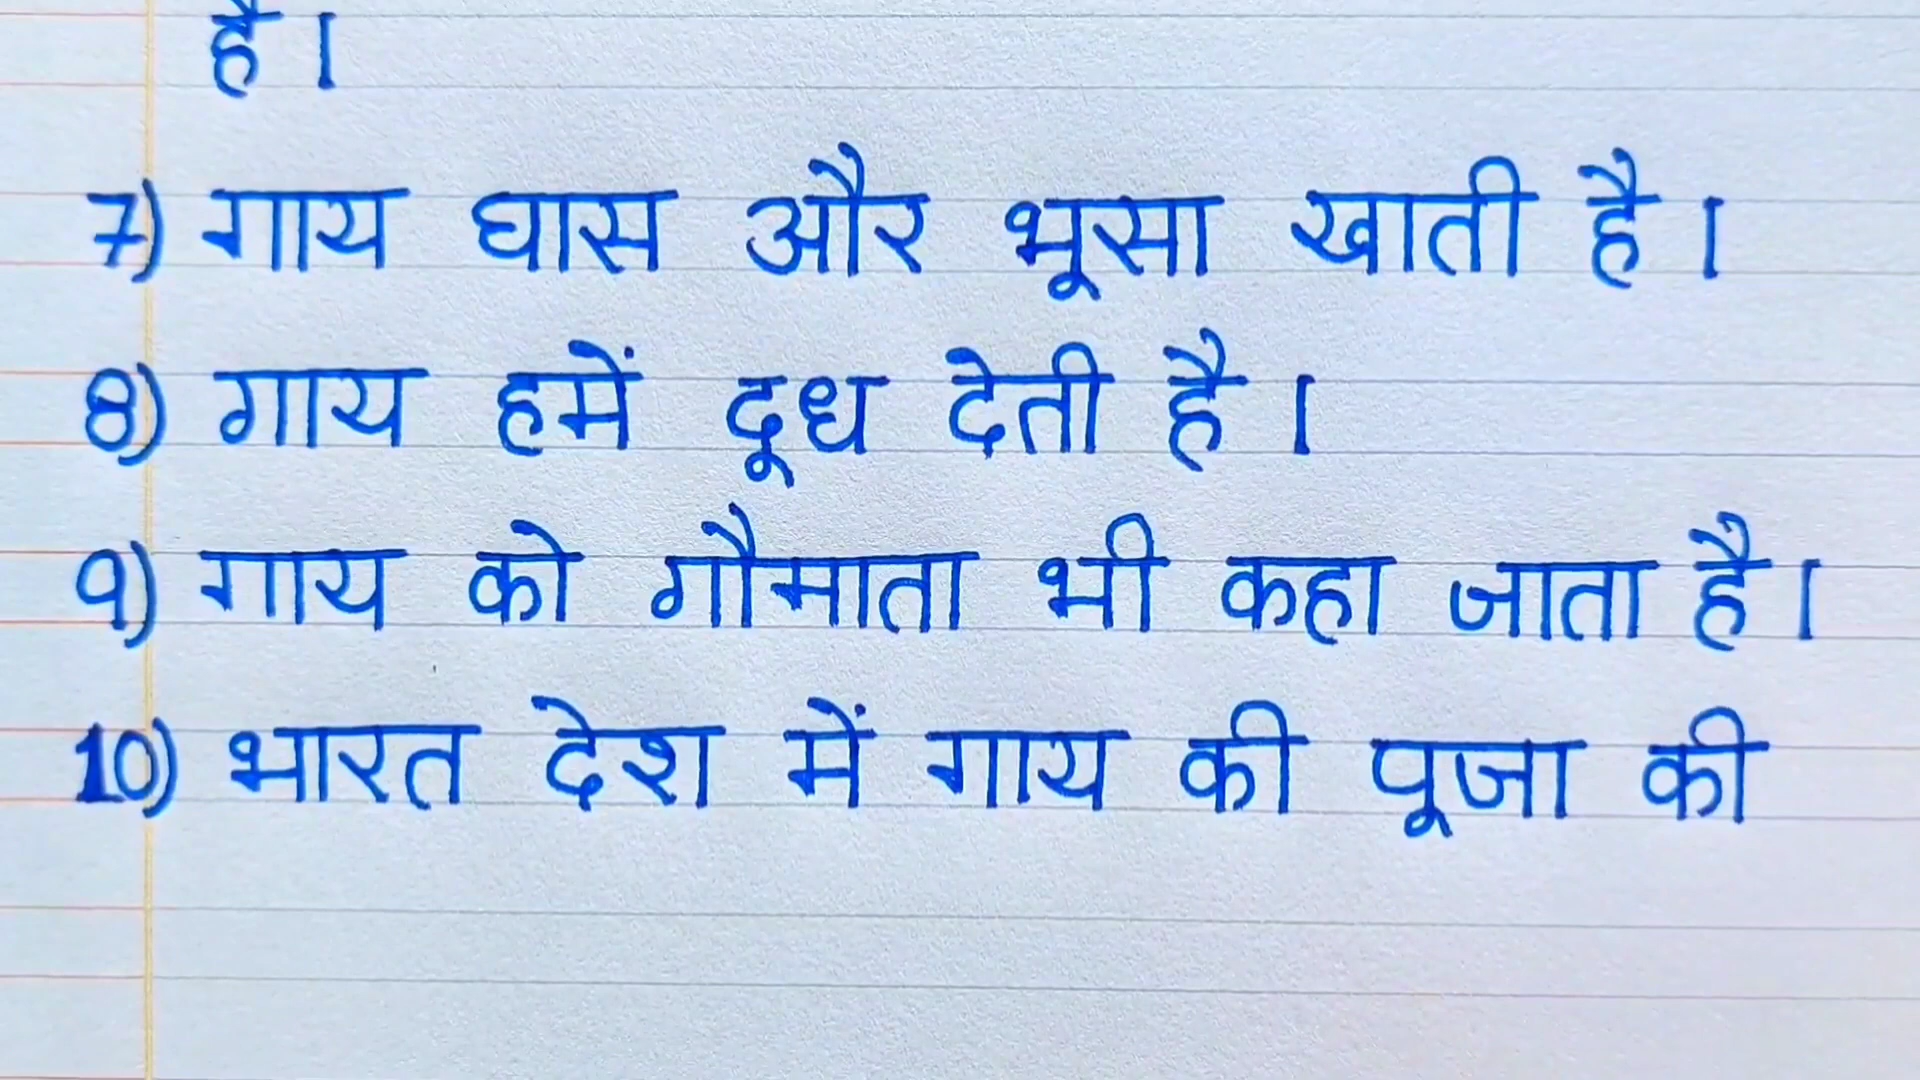 है।
7) गाय घास और भूसा खाती है।
8) गाय हमें दूध देती है।
9) गाय को गौमाता भी कहा जाता है।
10) भारत देश में गाय की पूजा की